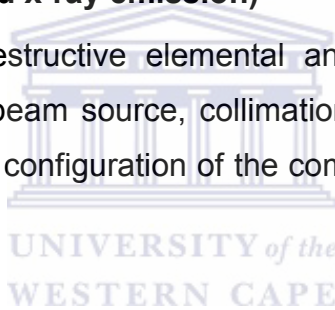 d x-ray emission)
estructive elemental an
beam source, collimation
configuration of the con
UNIVERSITY of the
WESTERN CAPE